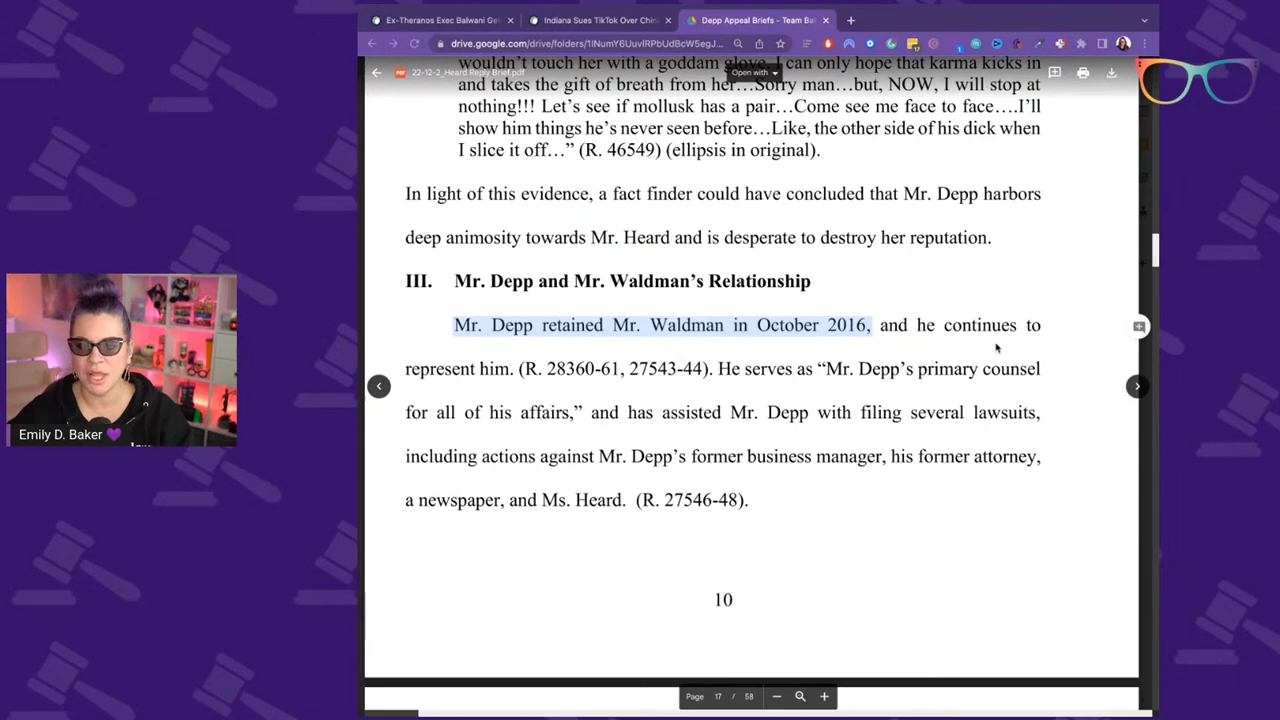 Ex-Theranos Exec Balwani Ge
Indiana Sues TikTok Over Chin
Depp Appeal Briefs - Team Ba
drive.google.com/drive/folders/1lNumY6UuvlRPbUdBcW5egJ...
wouldn't touch her with a goddam glove. I can only hope that karma kicks in
22-12-2_Heard Reply Brief.pdf
Open with
and takes the gift of breath from her…Sorry man…but, NOW, I will stop at
nothing!!! Let's see if mollusk has a pair…Come see me face to face….I'll
show him things he's never seen before…Like, the other side of his dick when
I slice it off…" (R. 46549) (ellipsis in original).
In light of this evidence, a fact finder could have concluded that Mr. Depp harbors
deep animosity towards Mr. Heard and is desperate to destroy her reputation.
III. Mr. Depp and Mr. Waldman's Relationship
Mr. Depp retained Mr. Waldman in October 2016, and he continues to
represent him. (R. 28360-61, 27543-44). He serves as "Mr. Depp's primary counsel
for all of his affairs," and has assisted Mr. Depp with filing several lawsuits,
including actions against Mr. Depp's former business manager, his former attorney,
a newspaper, and Ms. Heard. (R. 27546-48).
10
Page 17 / 58
Emily D. Baker 💜